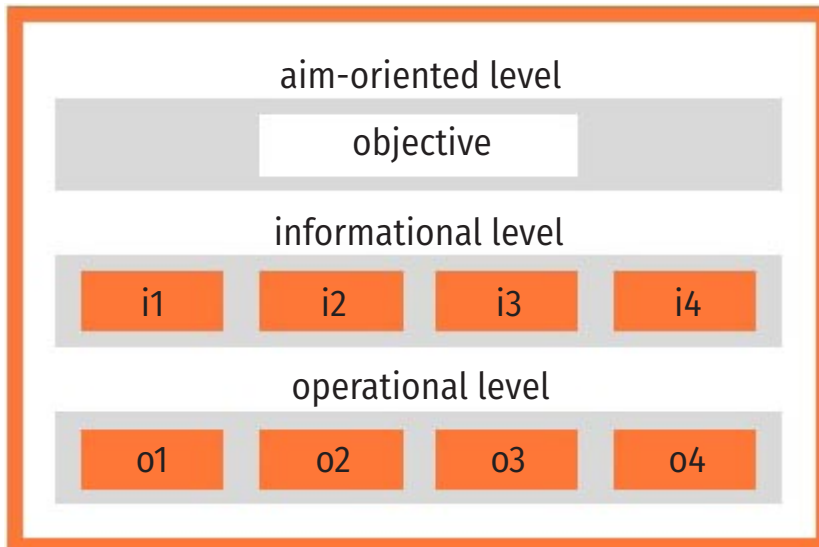 aim-oriented level
objective
informational level
i1 i2 i3 i4
operational level
o1 o2 o3 o4